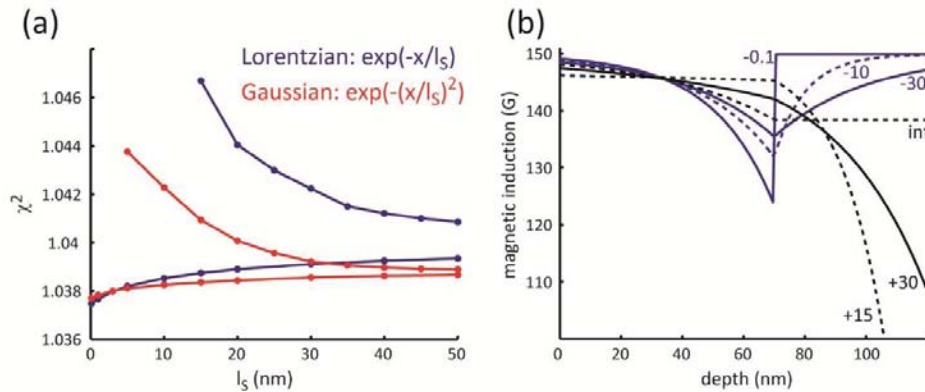 (a)
Lorentzian: exp(-x/lS)
Gaussian: exp(-(x/lS)²)
1.046
1.044
1.042
1.04
1.038
1.036
χ²
0 10 20 30 40 50
lS (nm)
(b)
150
140
130
120
110
magnetic induction (G)
-0.1
-10
-30
inf
+30
+15
0 20 40 60 80 100
depth (nm)